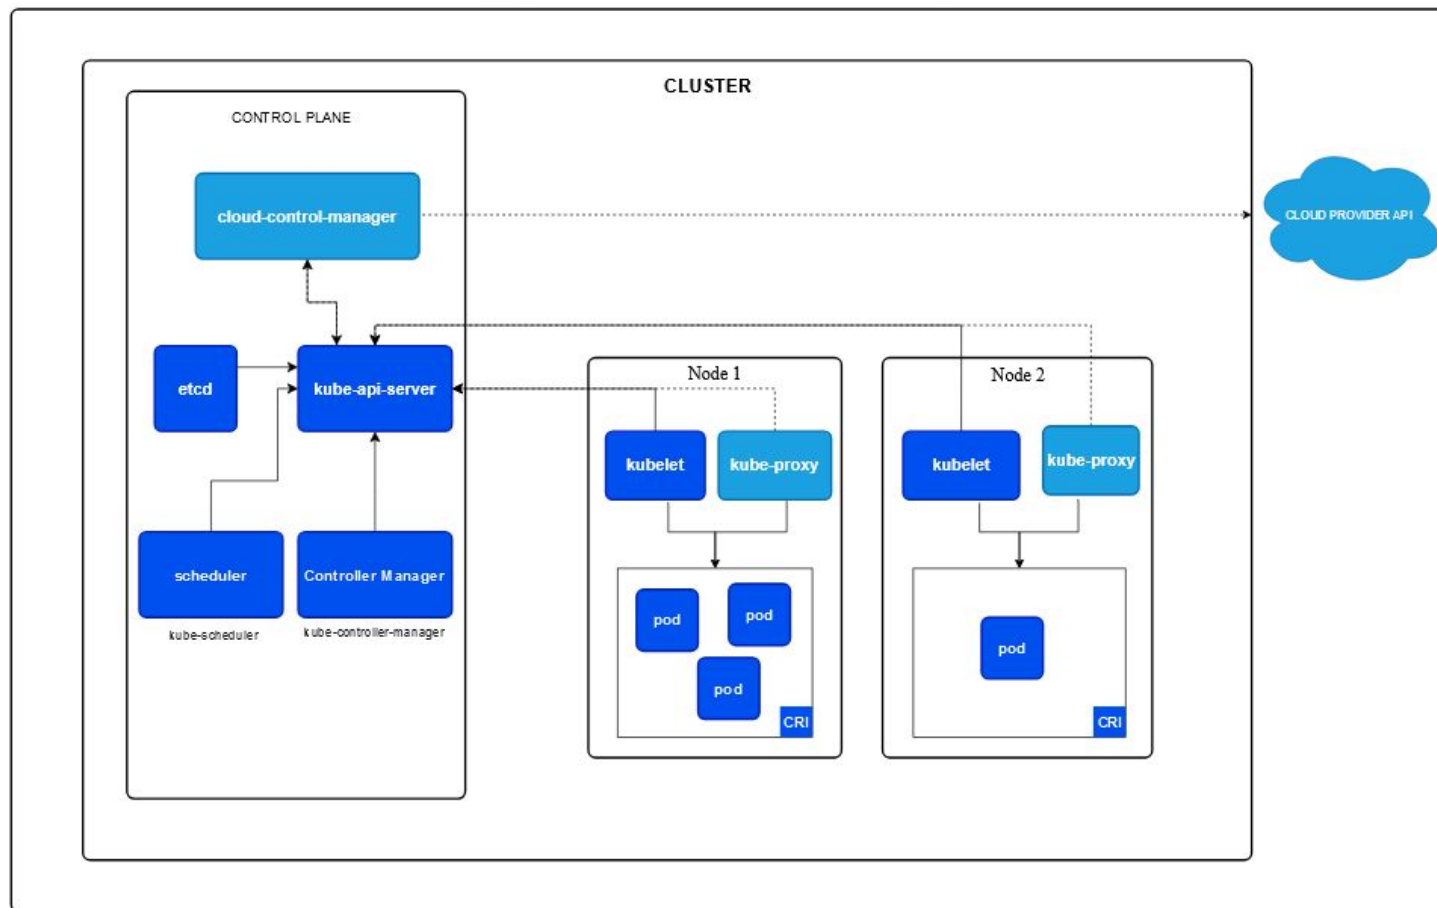 CLUSTER
CONTROL PLANE
cloud-control-manager
CLOUD PROVIDER API
etcd
kube-api-server
scheduler
kube-scheduler
Controller Manager
kube-controller-manager
Node 1
kubelet
kube-proxy
pod
pod
pod
CRI
Node 2
kubelet
kube-proxy
pod
CRI